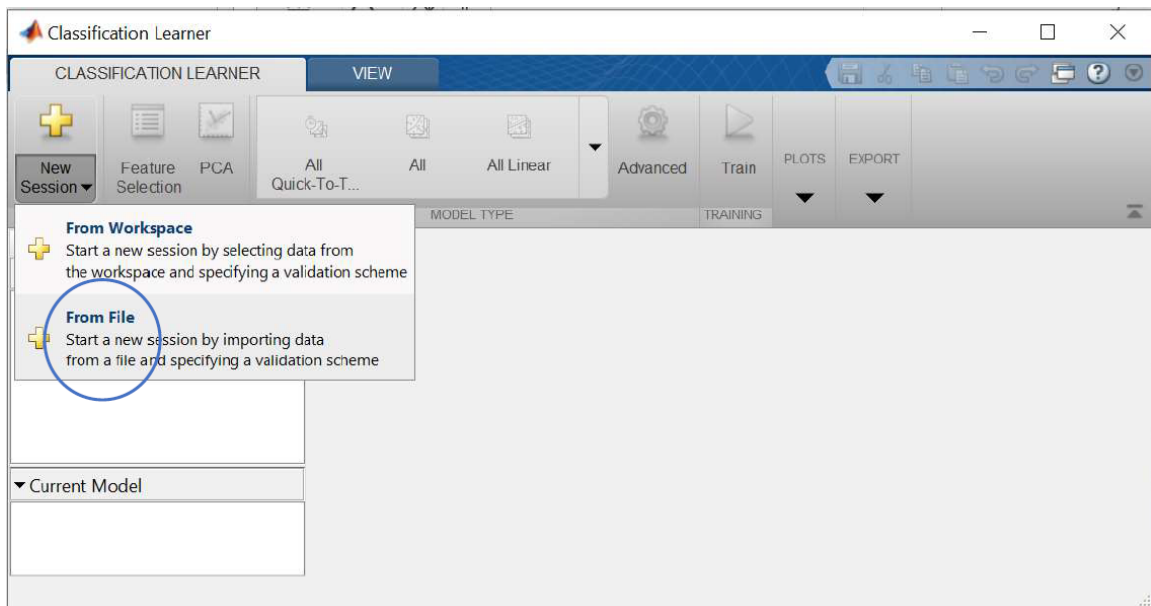 Classification Learner
CLASSIFICATION LEARNER
VIEW
New
Session
Feature
Selection
PCA
All
Quick-To-T...
All
All Linear
Advanced
Train
PLOTS
EXPORT
MODEL TYPE
TRAINING
From Workspace
Start a new session by selecting data from
the workspace and specifying a validation scheme
From File
Start a new session by importing data
from a file and specifying a validation scheme
Current Model